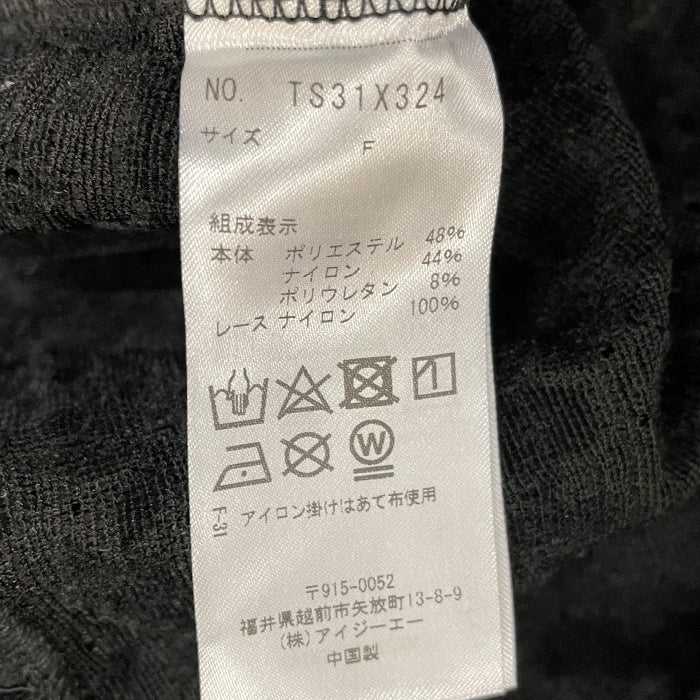 NO. TS31X324
サイズ F
組成表示
本体 ポリエステル 48%
ナイロン 44%
ポリウレタン 8%
レース ナイロン 100%
W
F-31 アイロン掛けはあて布使用
〒915-0052
福井県越前市矢放町13-8-9
(株)アイジーエー
中国製